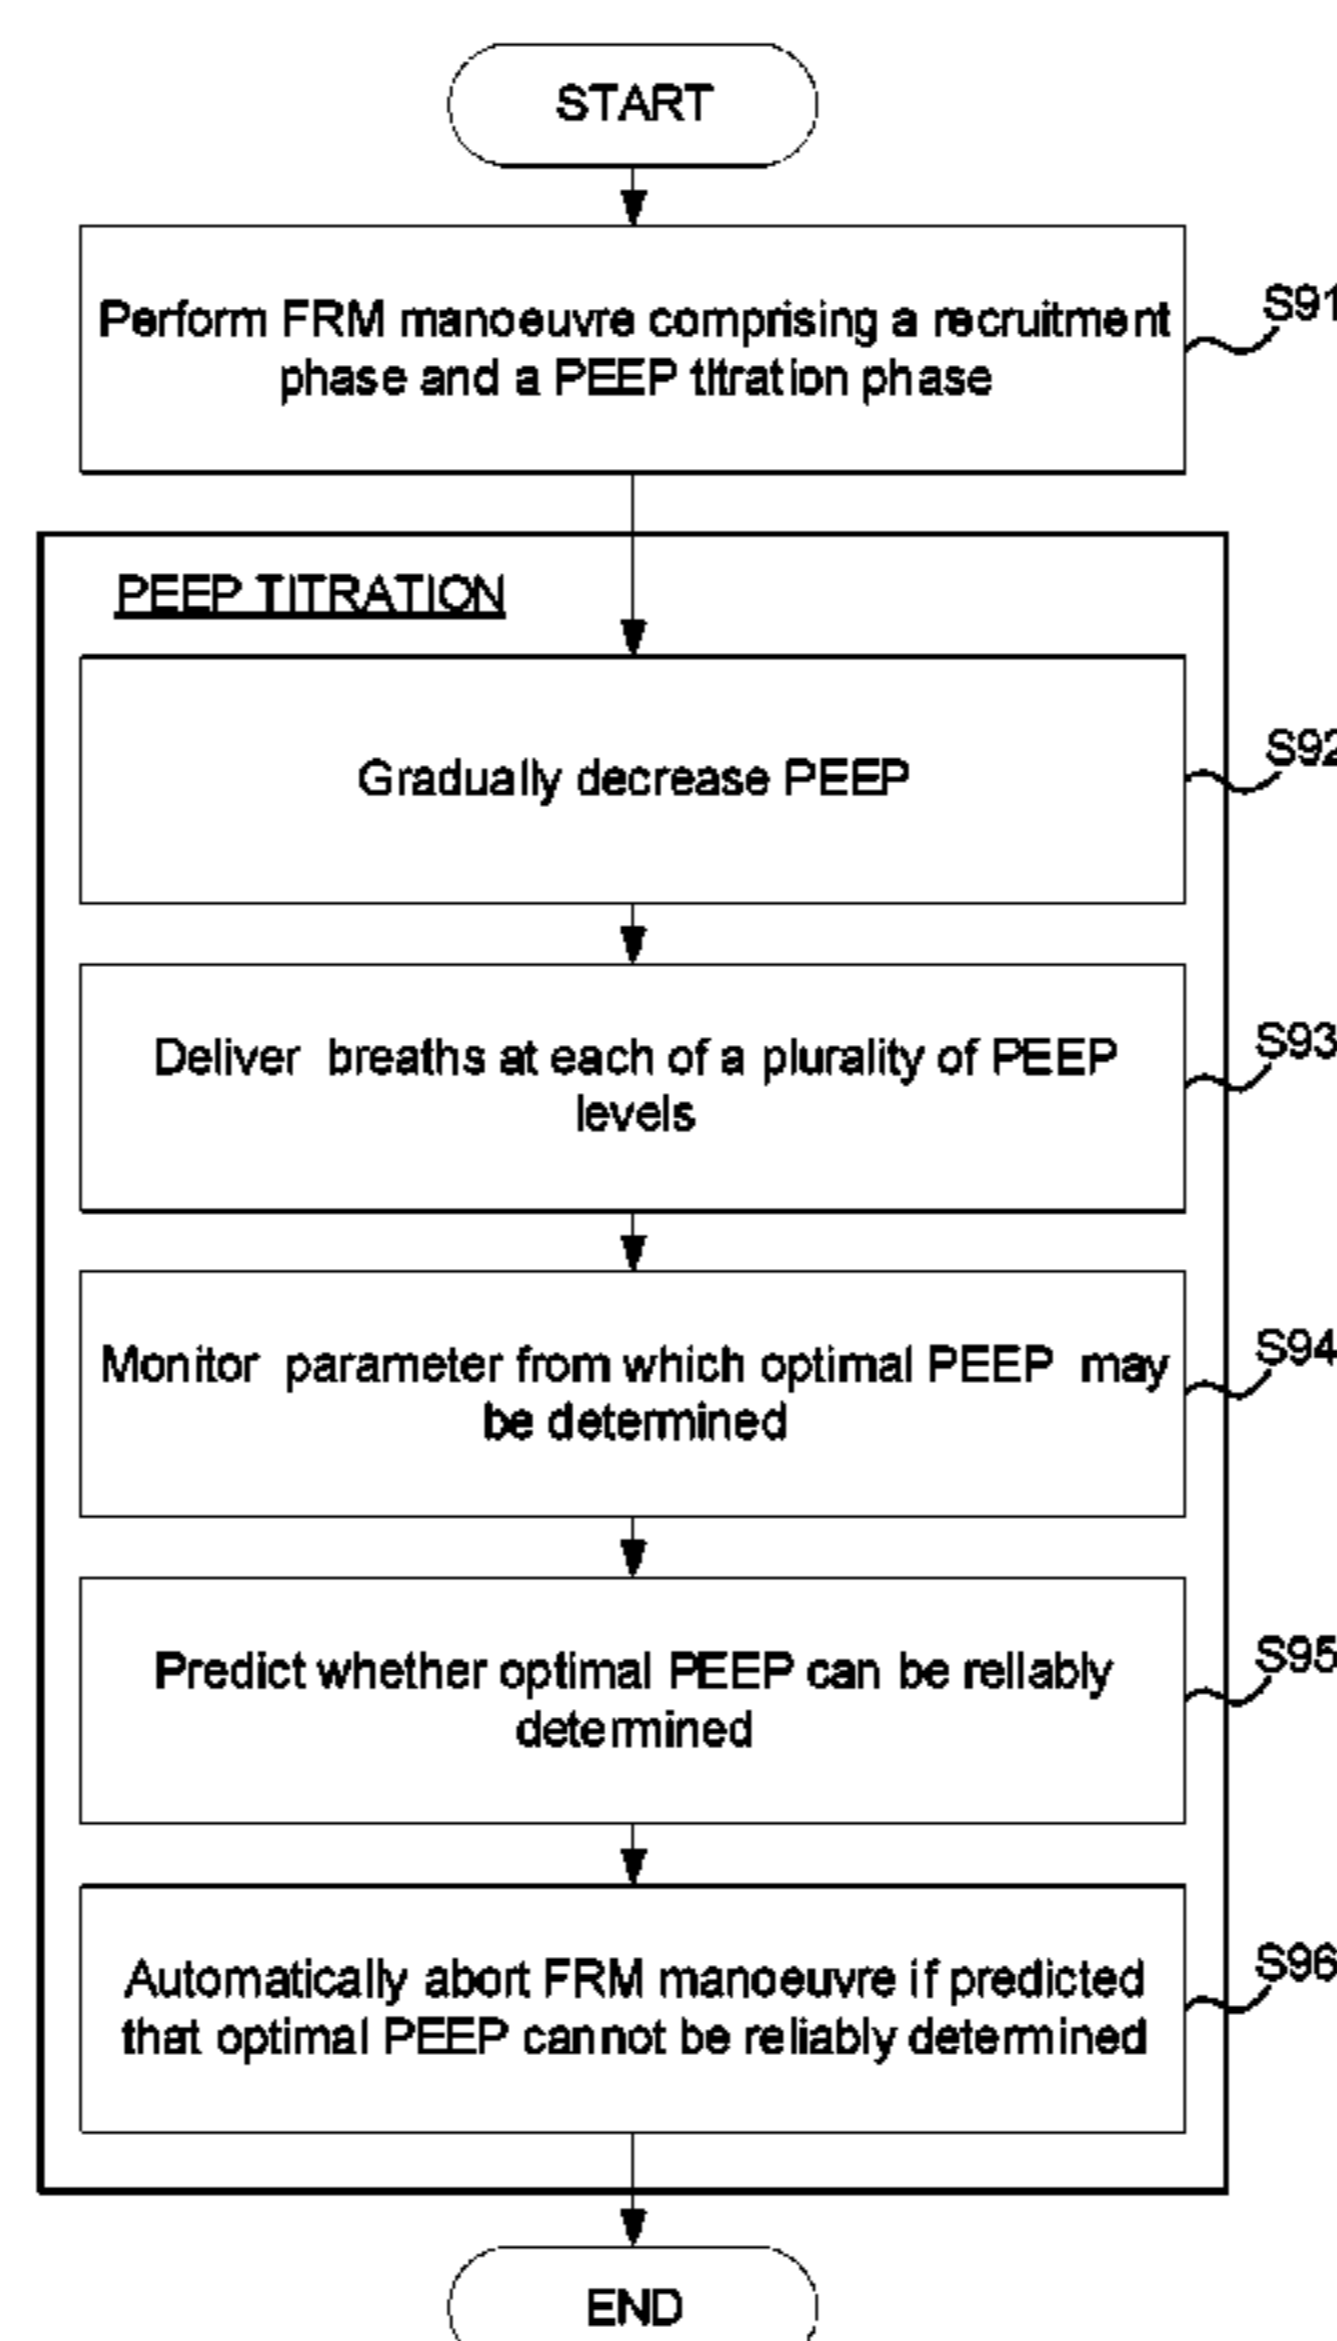 START
Perform FRM manoeuvre comprising a recruitment
phase and a PEEP titration phase
S91
PEEP TITRATION
Gradually decrease PEEP
S92
Deliver breaths at each of a plurality of PEEP
levels
S93
Monitor parameter from which optimal PEEP may
be determined
S94
Predict whether optimal PEEP can be reliably
determined
S95
Automatically abort FRM manoeuvre if predicted
that optimal PEEP cannot be reliably determined
S96
END